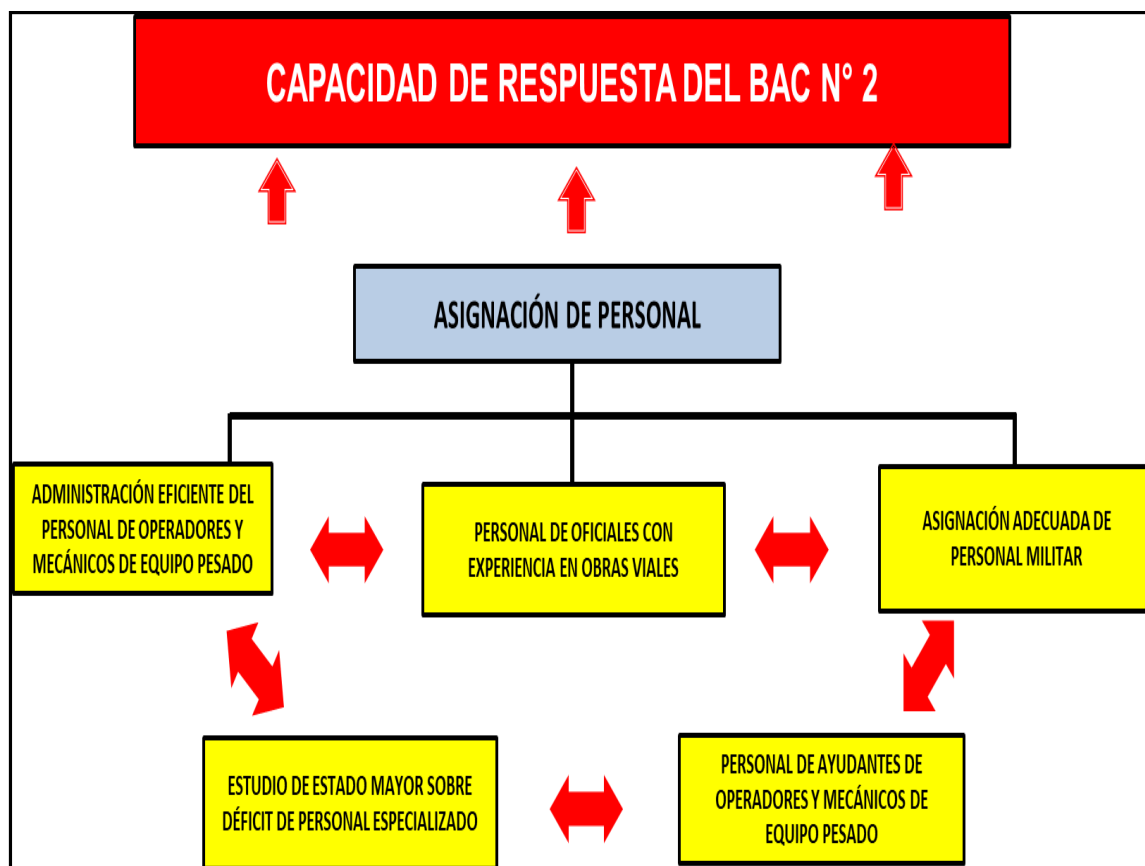 CAPACIDAD DE RESPUESTA DEL BAC N° 2
ASIGNACIÓN DE PERSONAL
ADMINISTRACIÓN EFICIENTE DEL
PERSONAL DE OPERADORES Y
MECÁNICOS DE EQUIPO PESADO
PERSONAL DE OFICIALES CON
EXPERIENCIA EN OBRAS VIALES
ASIGNACIÓN ADECUADA DE
PERSONAL MILITAR
ESTUDIO DE ESTADO MAYOR SOBRE
DÉFICIT DE PERSONAL ESPECIALIZADO
PERSONAL DE AYUDANTES DE
OPERADORES Y MECÁNICOS DE
EQUIPO PESADO